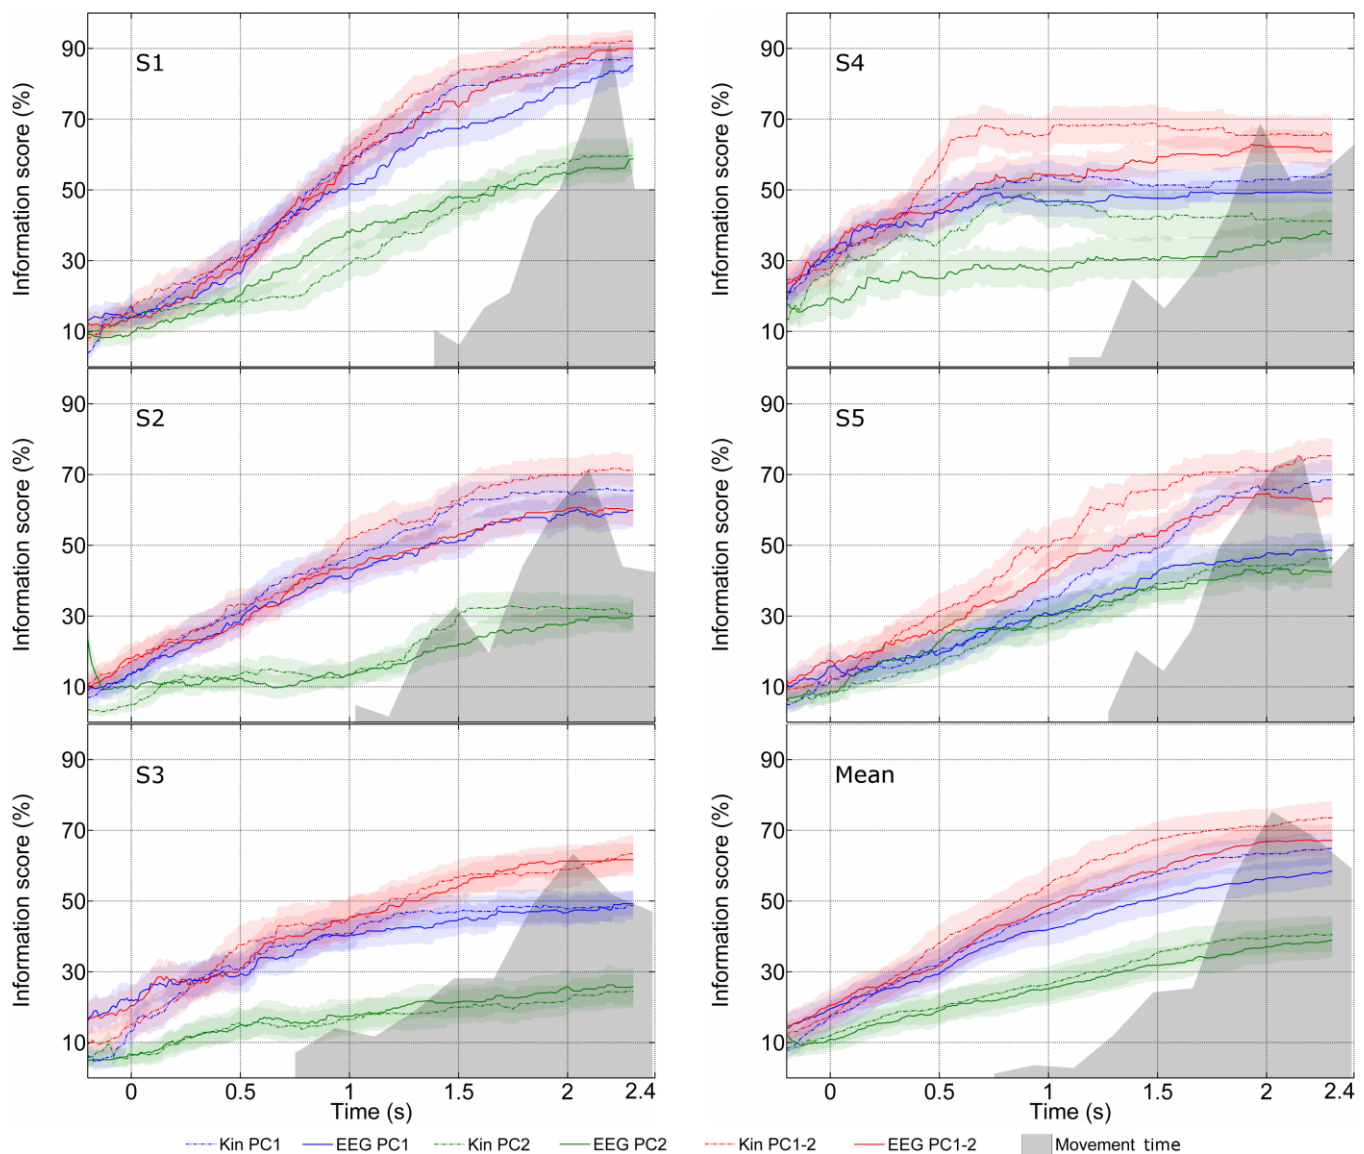 S1
Information score (%)
90
70
50
30
10
S4
Information score (%)
90
70
50
30
10
S2
Information score (%)
90
70
50
30
10
S5
Information score (%)
90
70
50
30
10
S3
Information score (%)
90
70
50
30
10
0 0.5 1 1.5 2 2.4
Time (s)
Mean
Information score (%)
90
70
50
30
10
0 0.5 1 1.5 2 2.4
Time (s)
Kin PC1 EEG PC1 Kin PC2 EEG PC2 Kin PC1-2 EEG PC1-2 Movement time